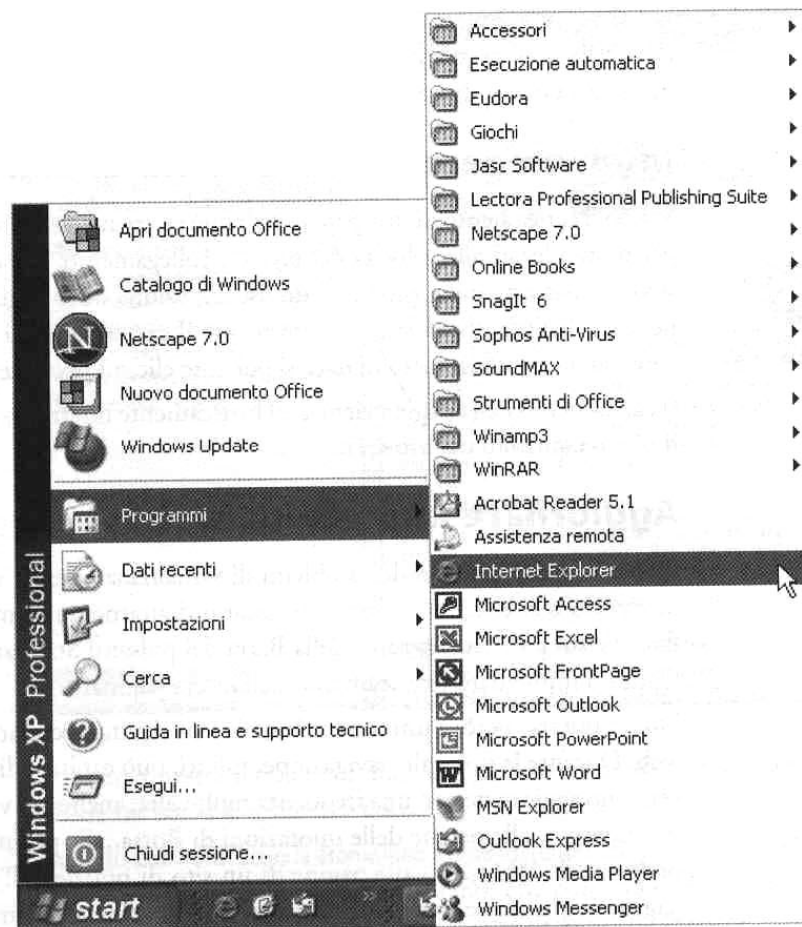 Accessori
Esecuzione automatica
Eudora
Giochi
Jasc Software
Lectora Professional Publishing Suite
Netscape 7.0
Online Books
SnagIt 6
Sophos Anti-Virus
SoundMAX
Strumenti di Office
Winamp3
WinRAR
Acrobat Reader 5.1
Assistenza remota
Internet Explorer
Microsoft Access
Microsoft Excel
Microsoft FrontPage
Microsoft Outlook
Microsoft PowerPoint
Microsoft Word
MSN Explorer
Outlook Express
Windows Media Player
Windows Messenger
Apri documento Office
Catalogo di Windows
Netscape 7.0
Nuovo documento Office
Windows Update
Programmi
Dati recenti
Impostazioni
Cerca
Guida in linea e supporto tecnico
Esegui...
Chiudi sessione...
Windows XP Professional
start